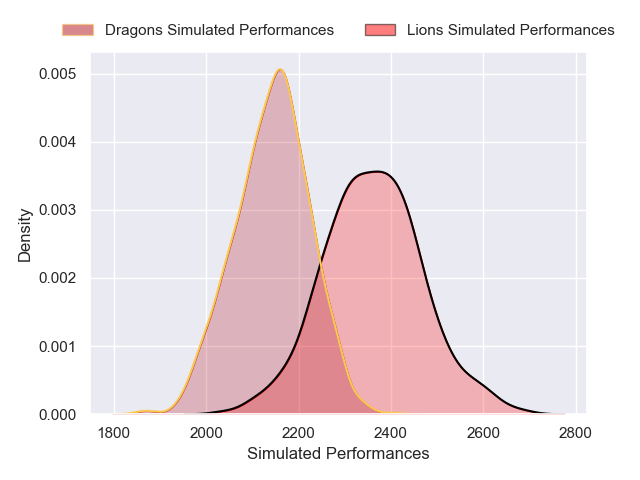 Dragons Simulated Performances Lions Simulated Performances
0.005
0.004
0.003
0.002
0.001
0.000
Density
1800 2000 2200 2400 2600 2800
Simulated Performances